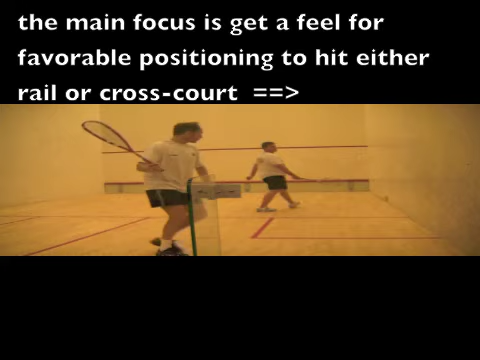 the main focus is get a feel for
favorable positioning to hit either
rail or cross-court ==>